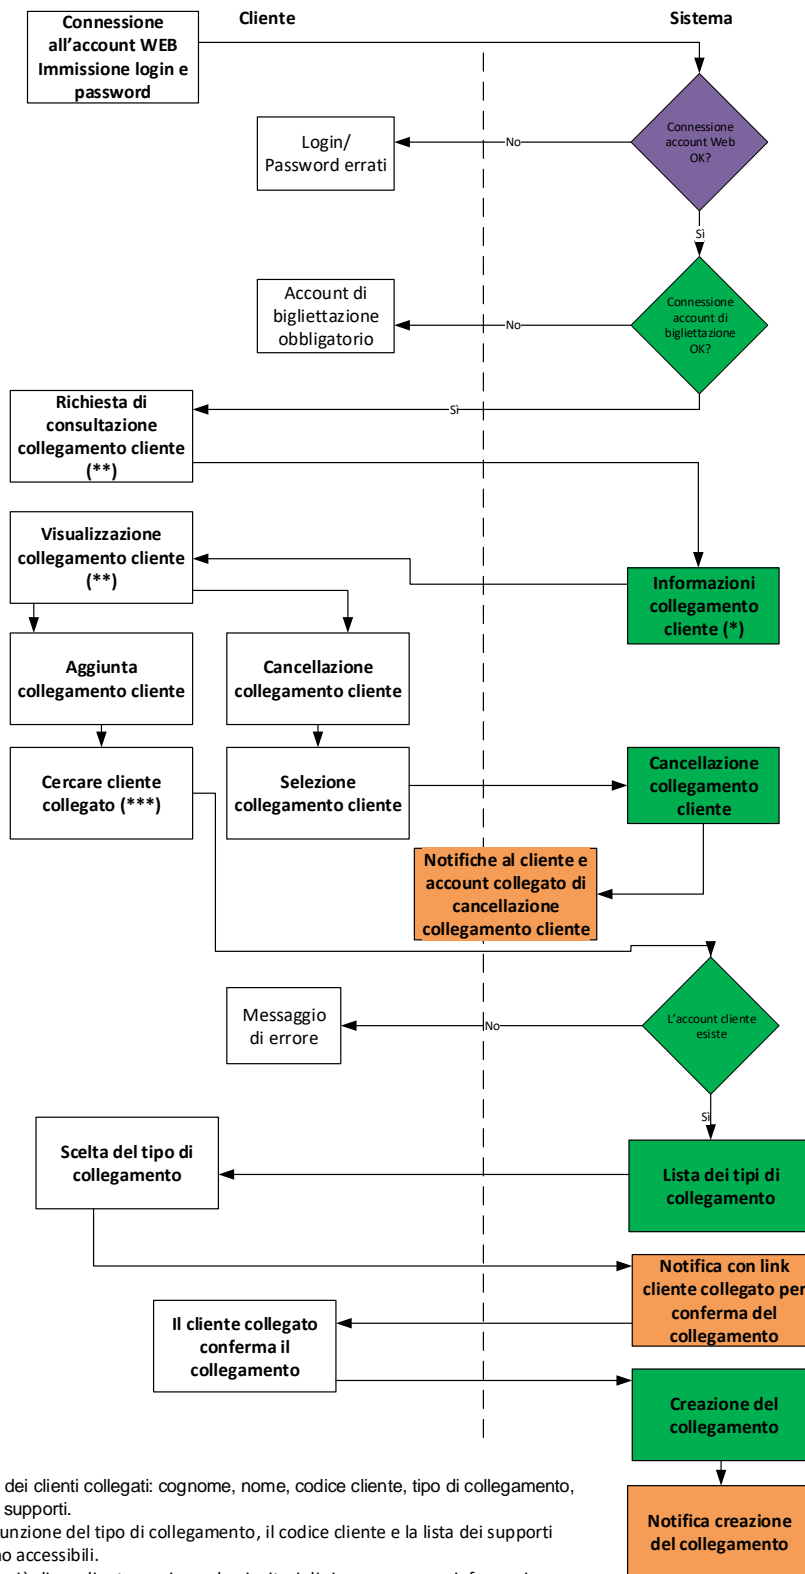 Connessione
all'account WEB
Immissione login e
password
Cliente
Sistema
Connessione
account Web
OK?
No
Login/
Password errati
Sì
Connessione
account di
bigliettazione
OK?
No
Account di
bigliettazione
obbligatorio
Sì
Richiesta di
consultazione
collegamento cliente
(**)
Visualizzazione
collegamento cliente
(**)
Informazioni
collegamento
cliente (*)
Aggiunta
collegamento cliente
Cancellazione
collegamento cliente
Cercare cliente
collegato (***)
Selezione
collegamento cliente
Cancellazione
collegamento
cliente
Notifiche al cliente e
account collegato di
cancellazione
collegamento cliente
L'account cliente
esiste
No
Messaggio
di errore
Sì
Lista dei tipi di
collegamento
Scelta del tipo di
collegamento
Notifica con link
cliente collegato per
conferma del
collegamento
Il cliente collegato
conferma il
collegamento
Creazione del
collegamento
Notifica creazione
del collegamento
dei clienti collegati: cognome, nome, codice cliente, tipo di collegamento,
supporti.
funzione del tipo di collegamento, il codice cliente e la lista dei supporti
accessibili.